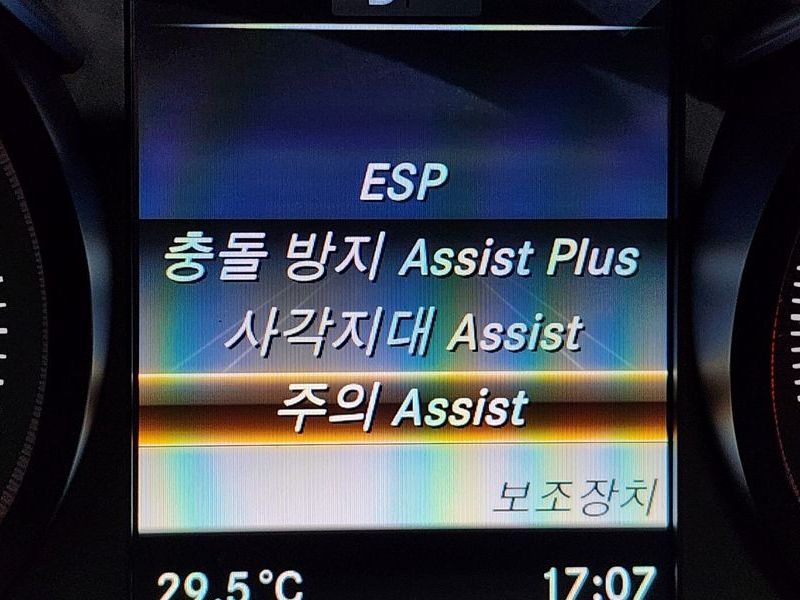 ESP
충돌 방지 Assist Plus
사각지대 Assist
주의 Assist
보조장치
29.5°C 17:07